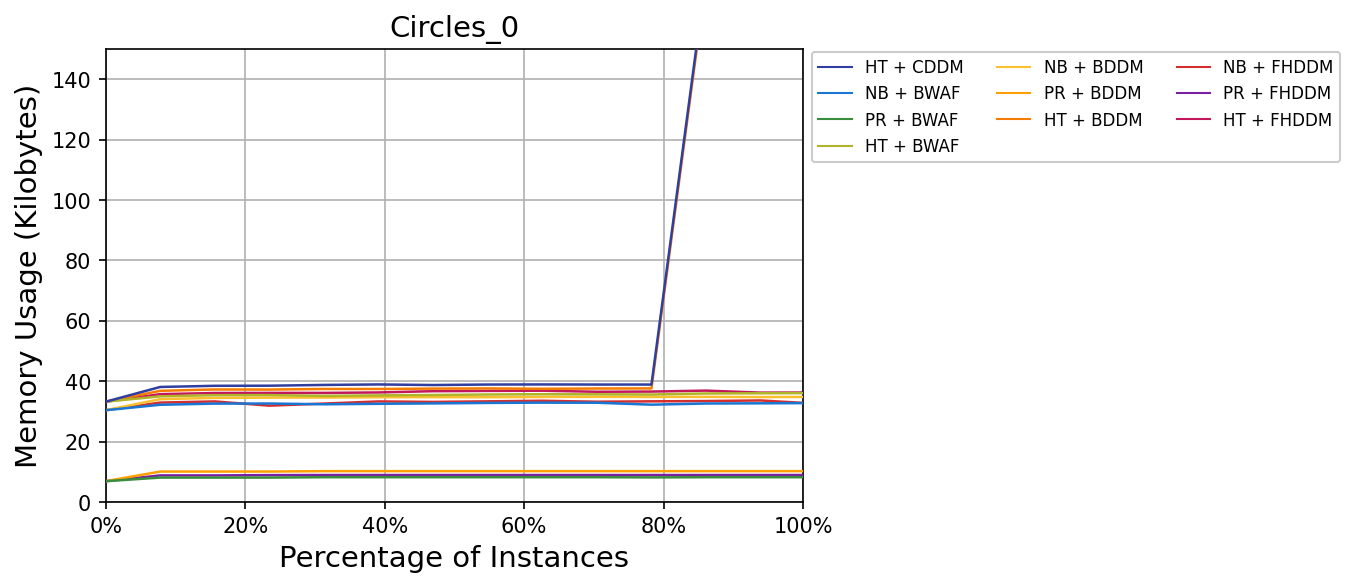 Circles_0
Memory Usage (Kilobytes)
140
120
100
80
60
40
20
0
0% 20% 40% 60% 80% 100%
Percentage of Instances
HT + CDDM NB + BDDM NB + FHDDM
NB + BWAF PR + BDDM PR + FHDDM
PR + BWAF HT + BDDM HT + FHDDM
HT + BWAF